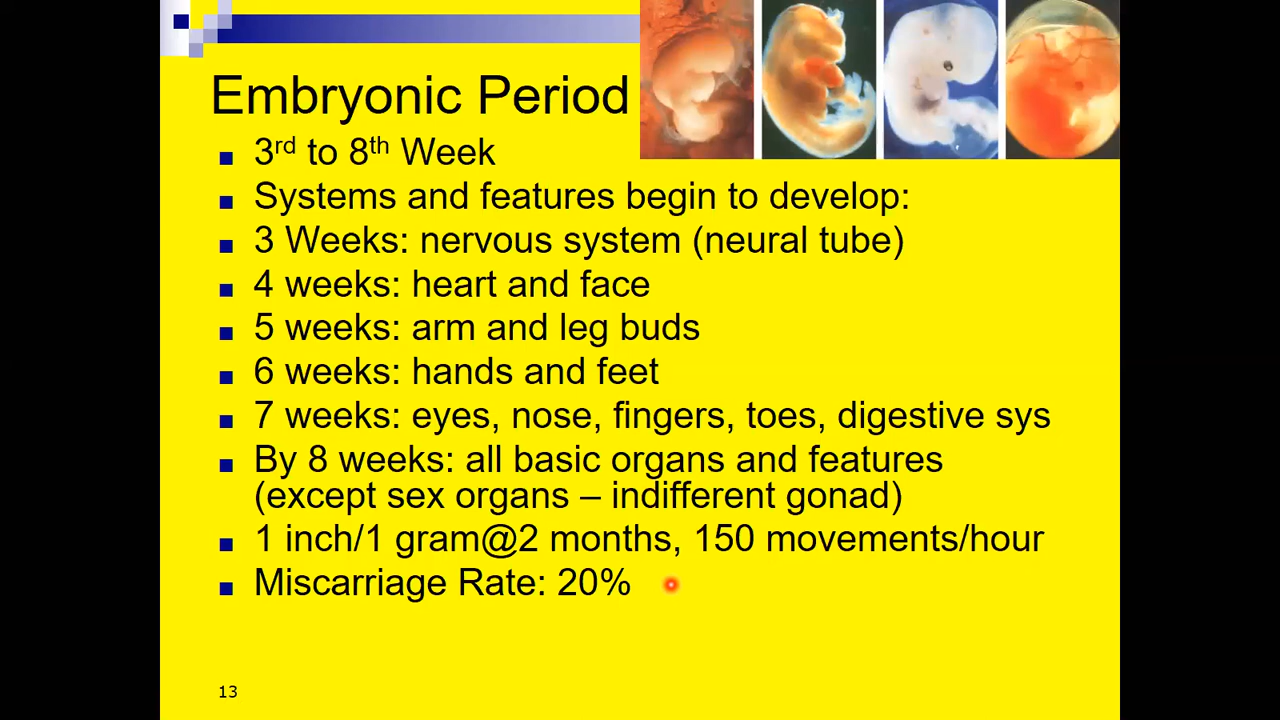 Embryonic Period
3rd to 8th Week
Systems and features begin to develop:
3 Weeks: nervous system (neural tube)
4 weeks: heart and face
5 weeks: arm and leg buds
6 weeks: hands and feet
7 weeks: eyes, nose, fingers, toes, digestive sys
By 8 weeks: all basic organs and features
(except sex organs – indifferent gonad)
1 inch/1 gram@2 months, 150 movements/hour
Miscarriage Rate: 20%
13